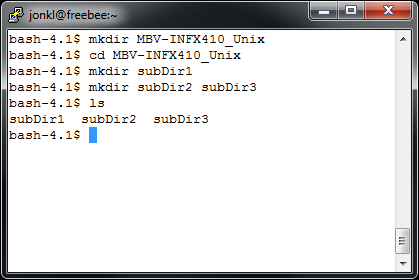 jonkl@freebee:~
bash-4.1$ mkdir MBV-INFX410_Unix
bash-4.1$ cd MBV-INFX410_Unix
bash-4.1$ mkdir subDir1
bash-4.1$ mkdir subDir2 subDir3
bash-4.1$ ls
subDir1  subDir2  subDir3
bash-4.1$